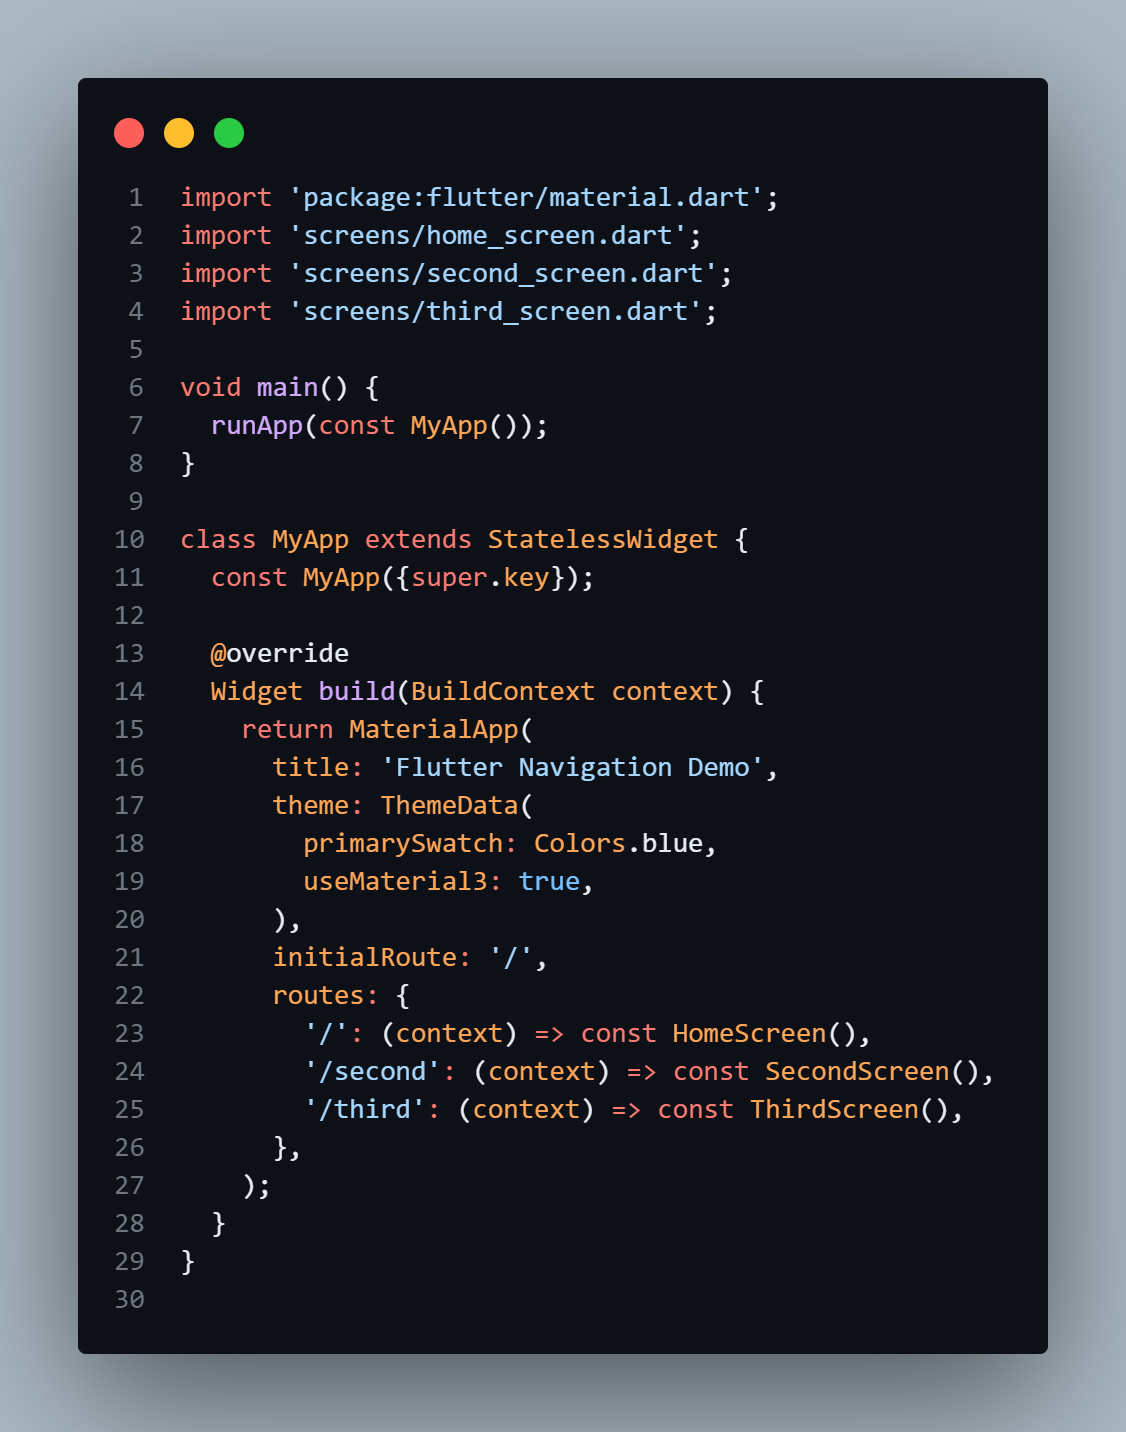 1 import 'package:flutter/material.dart';
2 import 'screens/home_screen.dart';
3 import 'screens/second_screen.dart';
4 import 'screens/third_screen.dart';
5
6 void main() {
7   runApp(const MyApp());
8 }
9
10 class MyApp extends StatelessWidget {
11   const MyApp({super.key});
12
13   @override
14   Widget build(BuildContext context) {
15     return MaterialApp(
16       title: 'Flutter Navigation Demo',
17       theme: ThemeData(
18         primarySwatch: Colors.blue,
19         useMaterial3: true,
20       ),
21       initialRoute: '/',
22       routes: {
23         '/': (context) => const HomeScreen(),
24         '/second': (context) => const SecondScreen(),
25         '/third': (context) => const ThirdScreen(),
26       },
27     );
28   }
29 }
30